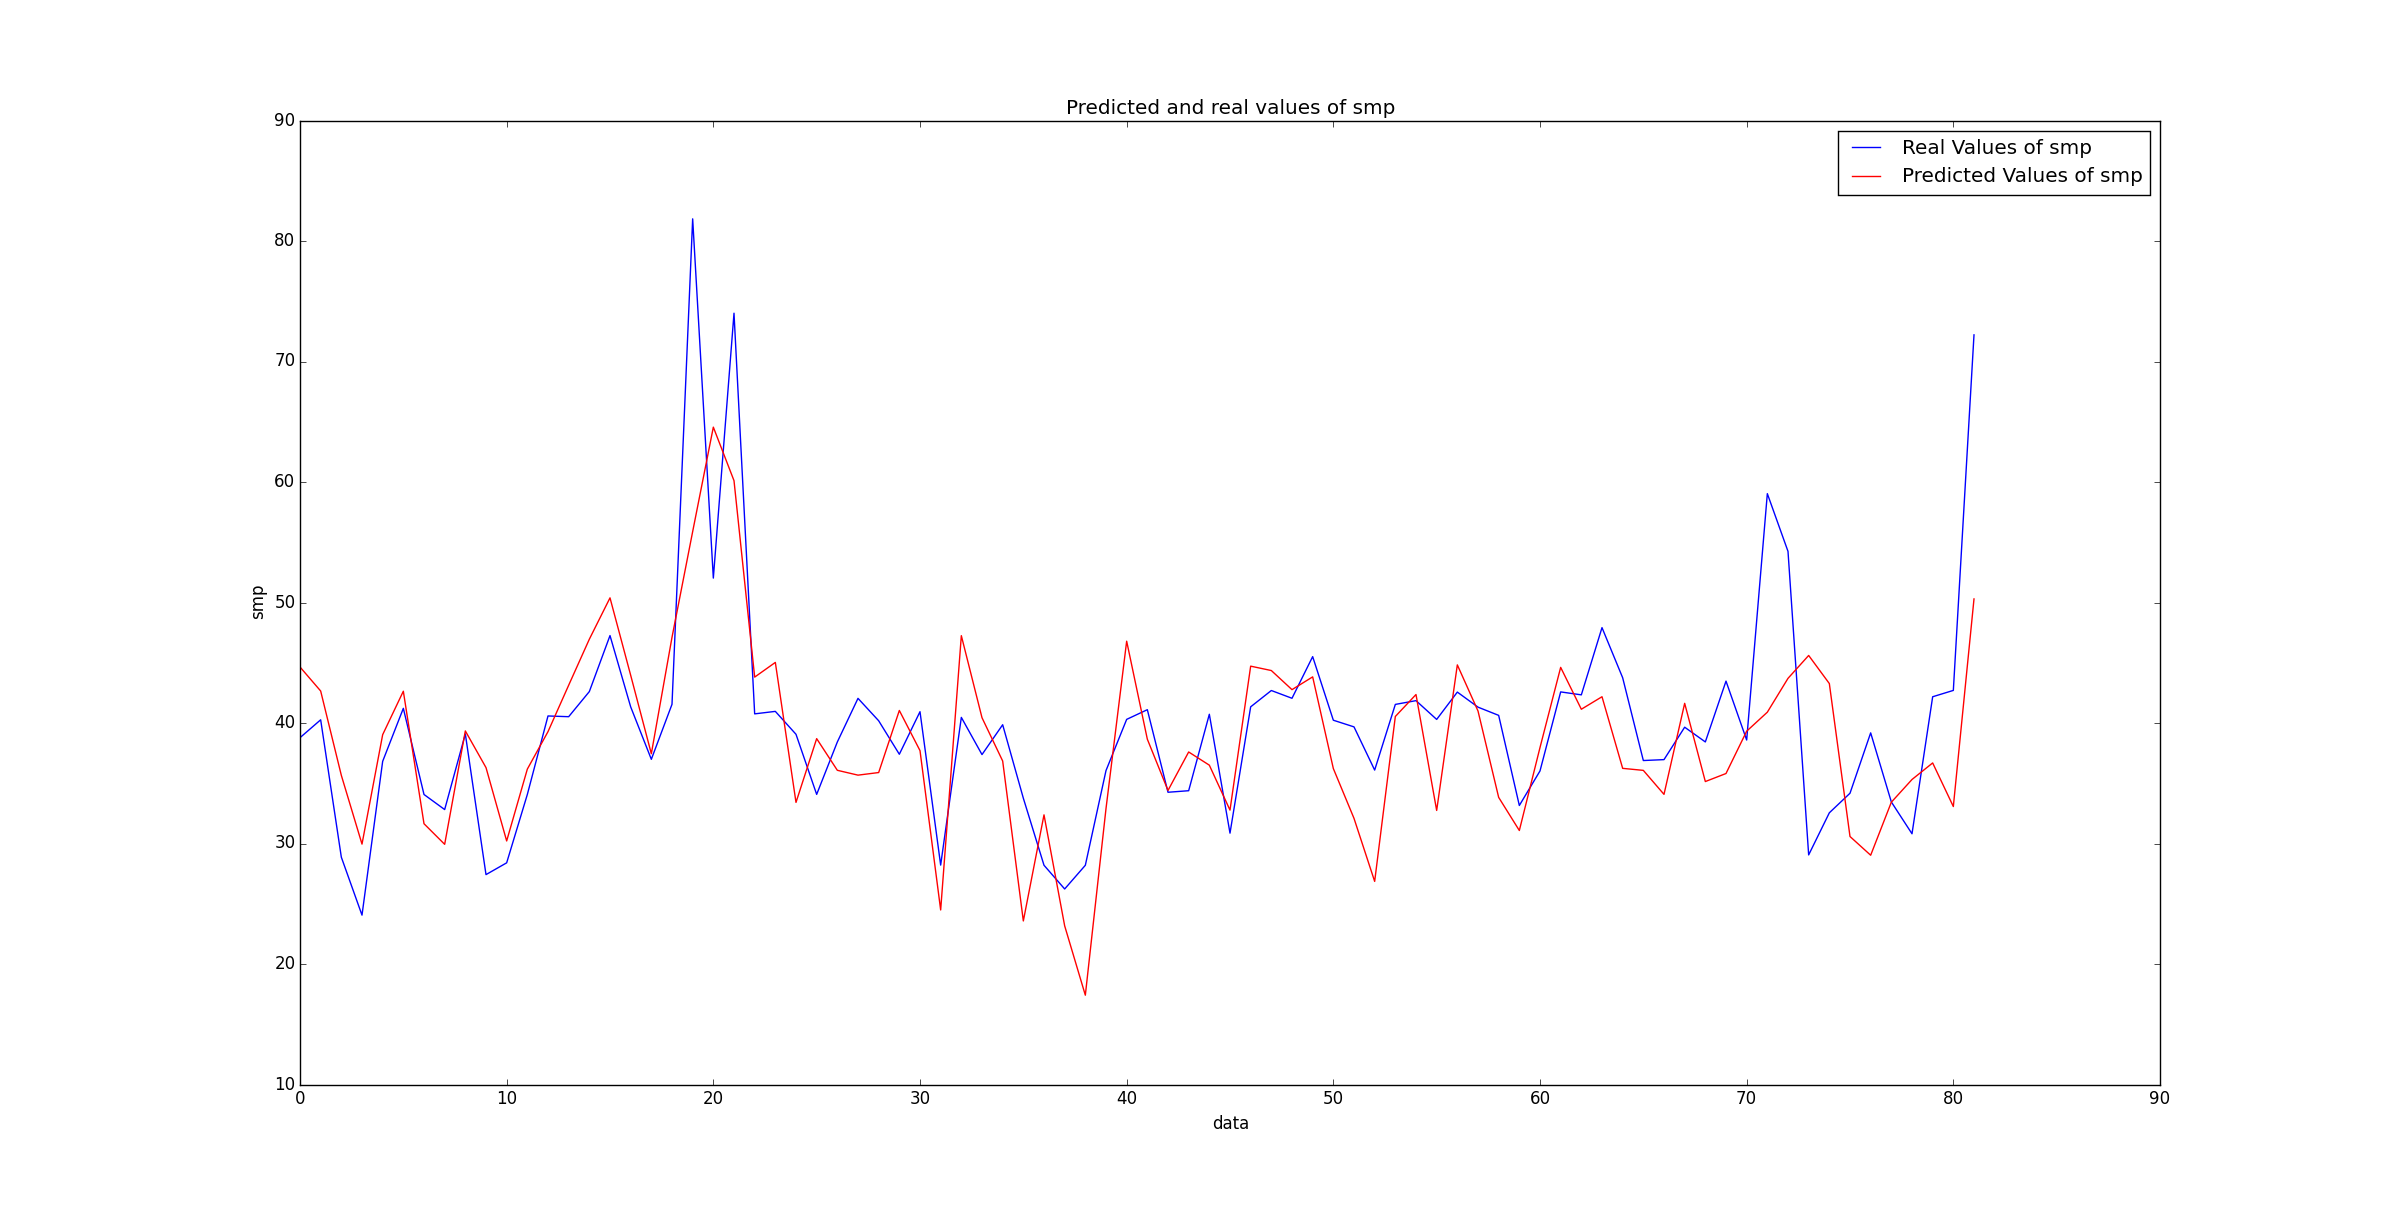 Predicted and real values of smp
Real Values of smp
Predicted Values of smp
90
80
70
60
50
40
30
20
10
smp
0 10 20 30 40 50 60 70 80 90
data